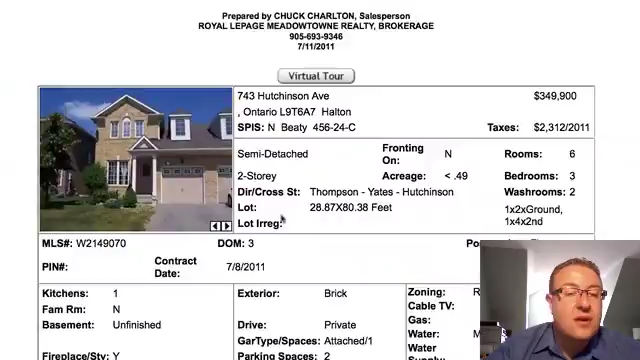 Prepared by CHUCK CHARLTON, Salesperson
ROYAL LEPAGE MEADOWTOWNE REALTY, BROKERAGE
905-693-9346
7/11/2011
Virtual Tour
743 Hutchinson Ave $349,900
, Ontario L9T6A7 Halton
SPIS: N Beaty 456-24-C Taxes: $2,312/2011
Semi-Detached Fronting On: N Rooms: 6
2-Storey Acreage: < .49 Bedrooms: 3
Dir/Cross St: Thompson - Yates - Hutchinson Washrooms: 2
Lot: 28.87X80.38 Feet 1x2xGround,
Lot Irreg: 1x4x2nd
MLS#: W2149070 DOM: 3
PIN#: Contract Date: 7/8/2011
Kitchens: 1 Exterior: Brick Zoning:
Fam Rm: N Cable TV:
Basement: Unfinished Drive: Private Gas:
GarType/Spaces: Attached/1 Water:
Fireplace/Stv: Y Parking Spaces: 2 Water